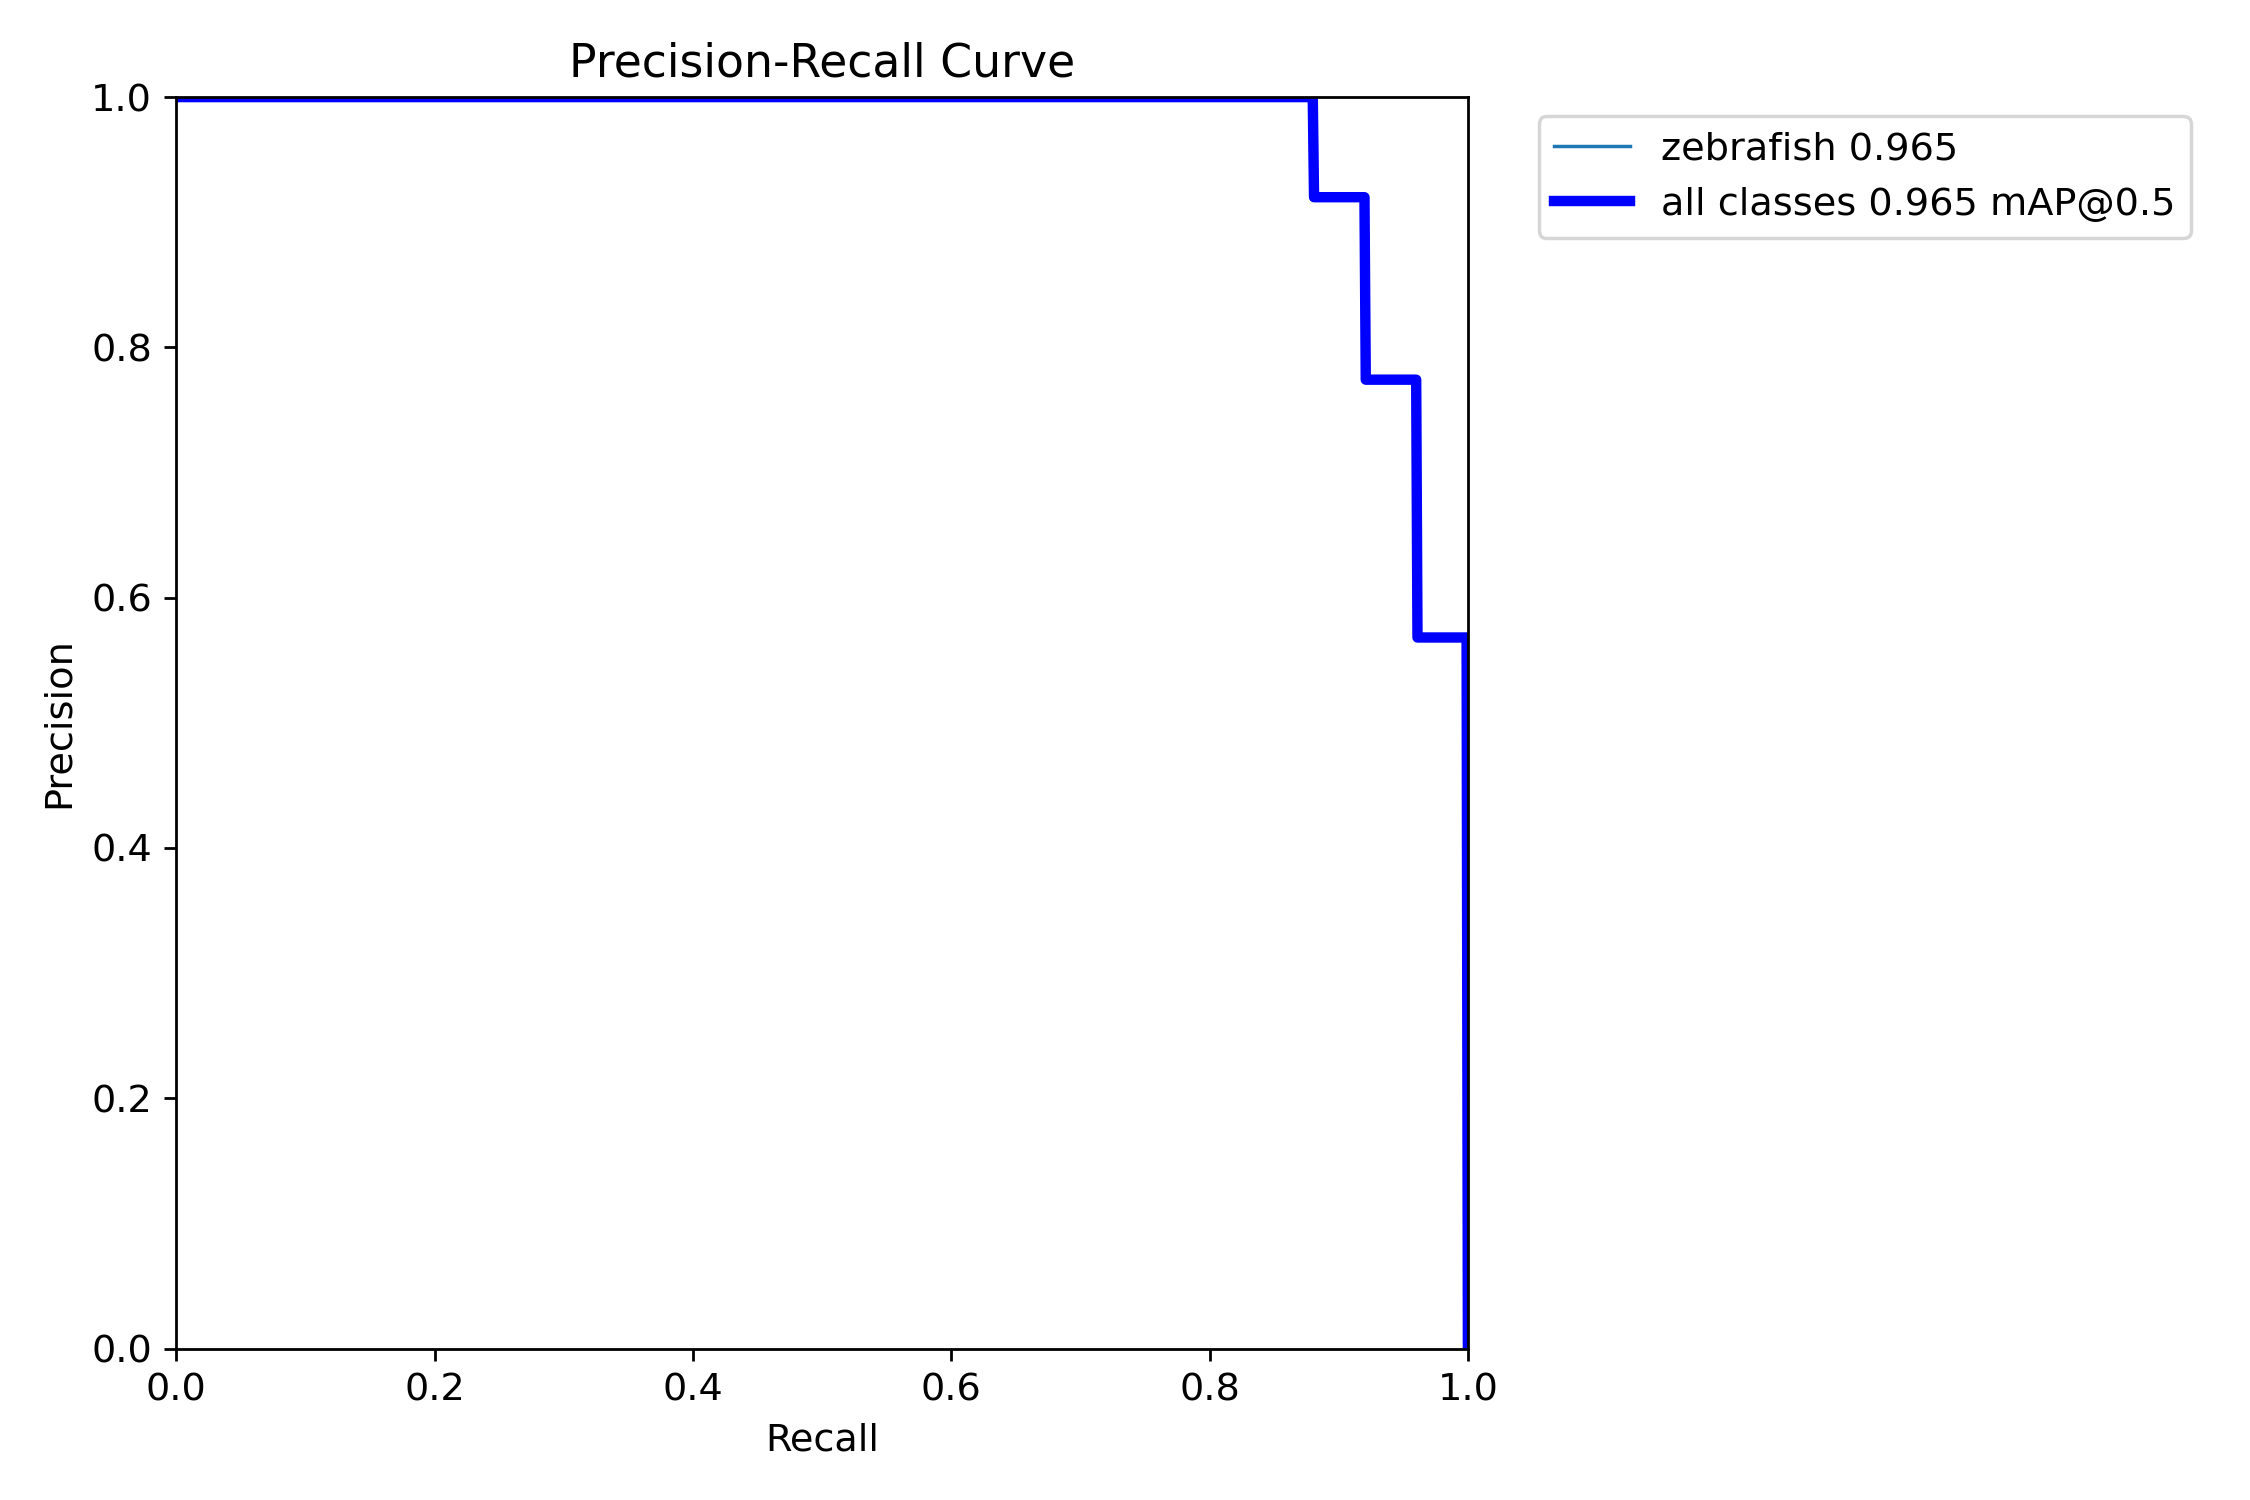 Precision-Recall Curve
zebrafish 0.965
all classes 0.965 mAP@0.5
Precision
1.0
0.8
0.6
0.4
0.2
0.0
0.0 0.2 0.4 0.6 0.8 1.0
Recall